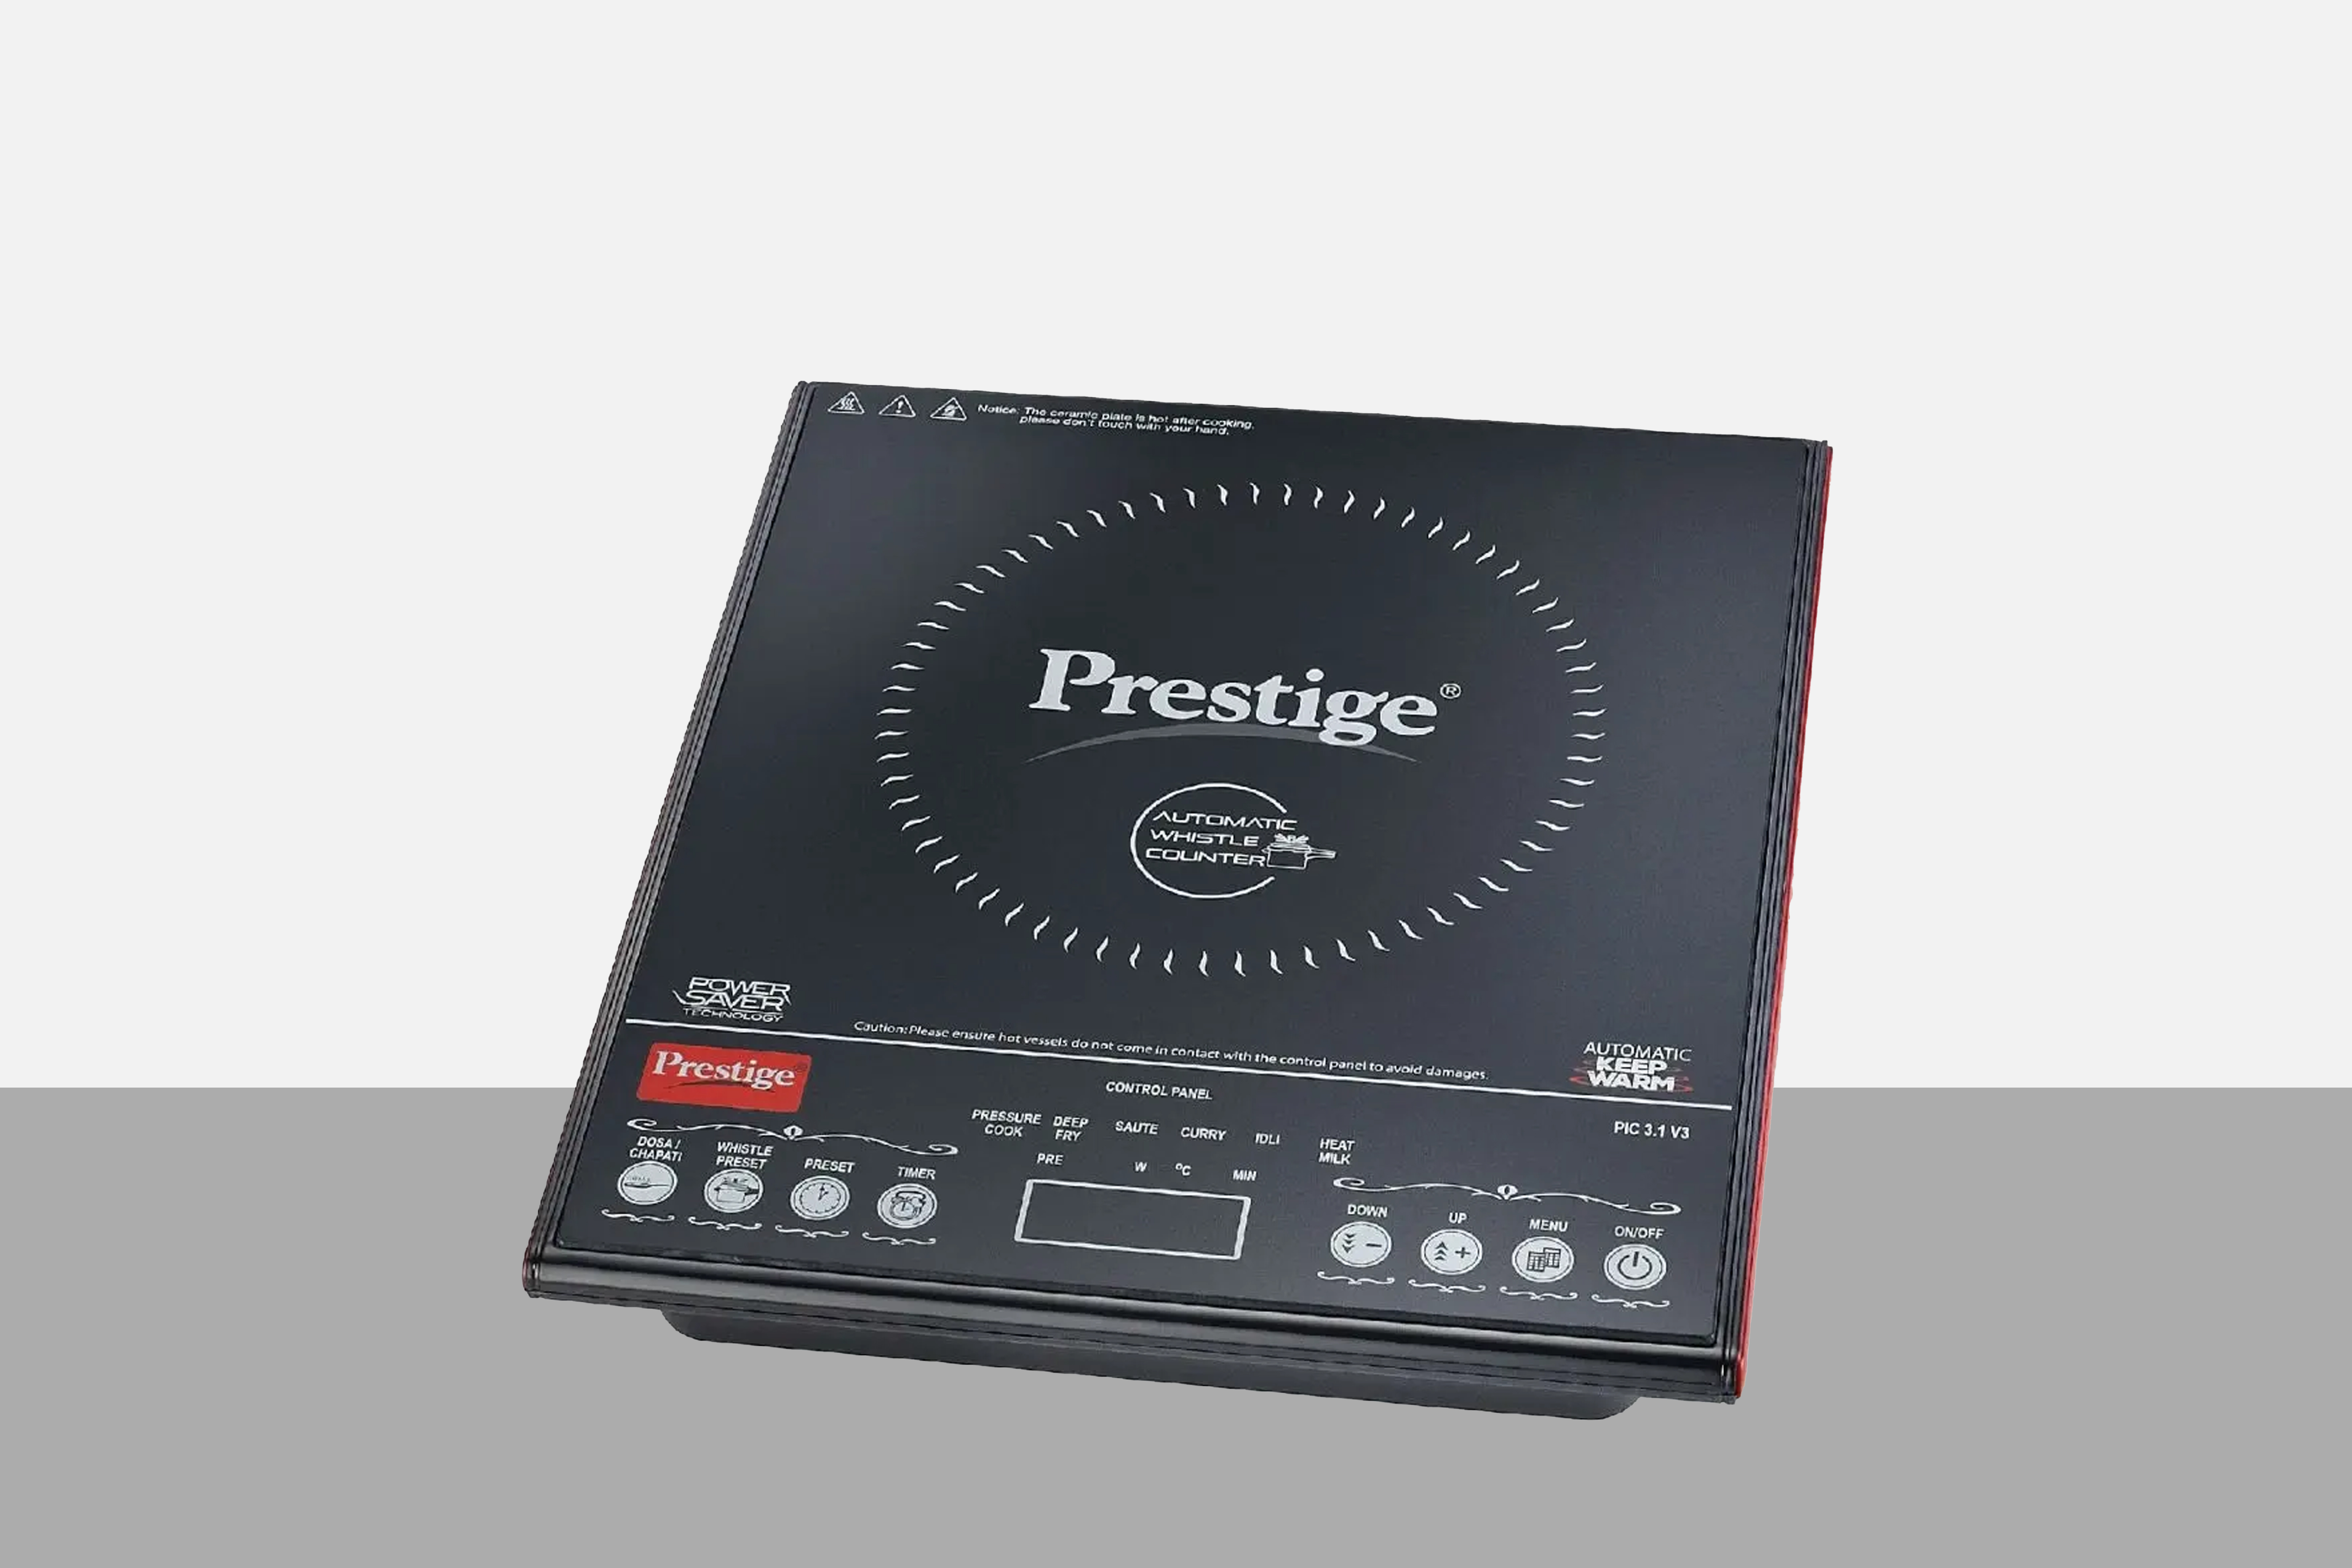 Notice: The ceramic plate is hot after cooking,
please don't touch with your hand.
Prestige®
AUTOMATIC
WHISTLE
COUNTER
POWER
SAVER
TECHNOLOGY
Caution:Please ensure hot vessels do not come in contact with the control panel to avoid damages.
AUTOMATIC
KEEP
WARM
Prestige
CONTROL PANEL
PIC 3.1 V3
PRESSURE
COOK
DEEP
FRY
SAUTE
CURRY
IDLI
HEAT
MILK
PRE
W
°C
MIN
DOSA /
CHAPATI
WHISTLE
PRESET
PRESET
TIMER
DOWN
UP
MENU
ON/OFF